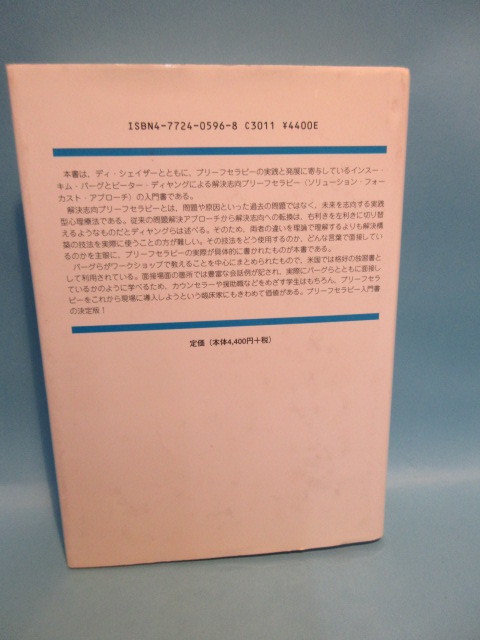 ISBN4-7724-0596-8 C3011 ¥4400E
本書は、ディ・シェイザーとともに、ブリーフセラピーの実践と発展に寄与しているインスー・
キム・バーグとピーター・ディヤングによる解決志向ブリーフセラピー（ソリューション・フォー
カスト・アプローチ）の入門書である。
解決志向ブリーフセラピーとは、問題や原因といった過去の問題ではなく、未来を志向する実践
型心理療法である。従来の問題解決アプローチから解決志向への転換は、右利きを左利きに切り替
えるようなものだとディヤングらは述べる。そのため、両者の違いを理論で理解するよりも解決構
築の技法を実際に使うことの方が難しい。その技法をどう使用するのか、どんな言葉で面接してい
るのかを主眼に、ブリーフセラピーの実際が具体的に書かれたものが本書である。
バーグらがワークショップで教えることを中心にまとめられたもので、米国では格好の独習書と
して利用されている。面接場面の箇所では豊富な会話例が記され、実際にバーグらとともに面接し
ているかのように学べるため、カウンセラーや援助職などをめざす学生はもちろん、ブリーフセラ
ピーをこれから現場に導入しようという臨床家にもきわめて価値がある。ブリーフセラピー入門書
の決定版！
定価（本体4,400円＋税）